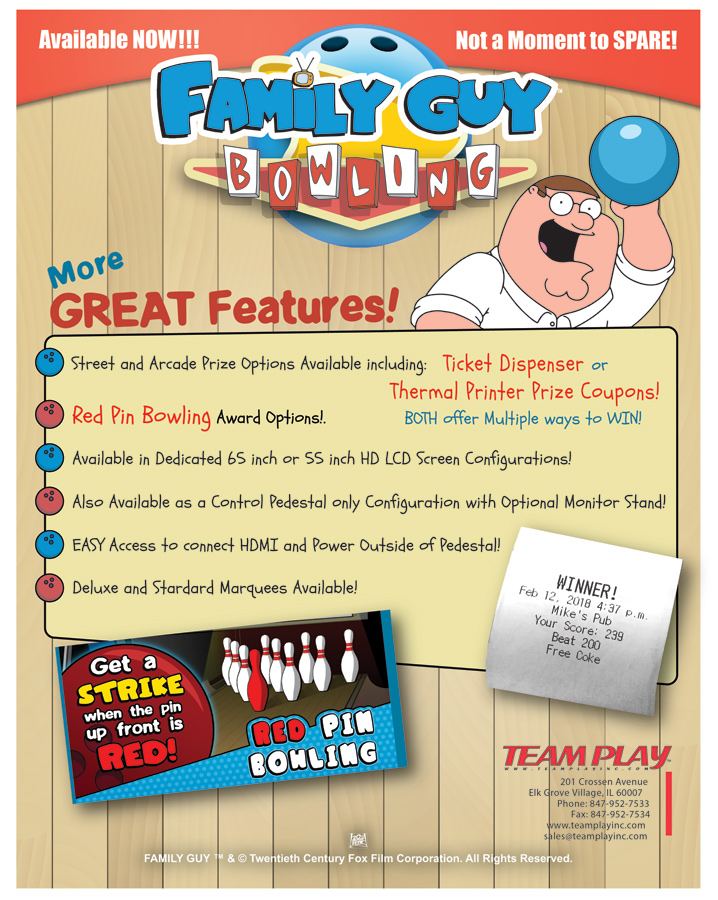 Available NOW!!!
Not a Moment to SPARE!
FAMILY GUY
BOWLING
More
GREAT Features!
Street and Arcade Prize Options Available including: Ticket Dispenser or
Thermal Printer Prize Coupons!
Red Pin Bowling Award Options!.
BOTH offer Multiple ways to WIN!
Available in Dedicated 65 inch or 55 inch HD LCD Screen Configurations!
Also Available as a Control Pedestal only Configuration with Optional Monitor Stand!
EASY Access to connect HDMI and Power Outside of Pedestal!
Deluxe and Stardard Marquees Available!
WINNER!
Feb 12, 2018 4:37 p.m.
Mike's Pub
Your Score: 239
Beat 200
Free Coke
Get a
STRIKE
when the pin
up front is
RED!
RED PIN
BOWLING
TEAM PLAY
WWW.TEAMPLAYINC.COM
201 Crossen Avenue
Elk Grove Village, IL 60007
Phone: 847-952-7533
Fax: 847-952-7534
www.teamplayinc.com
sales@teamplayinc.com
FAMILY GUY ™ & © Twentieth Century Fox Film Corporation. All Rights Reserved.